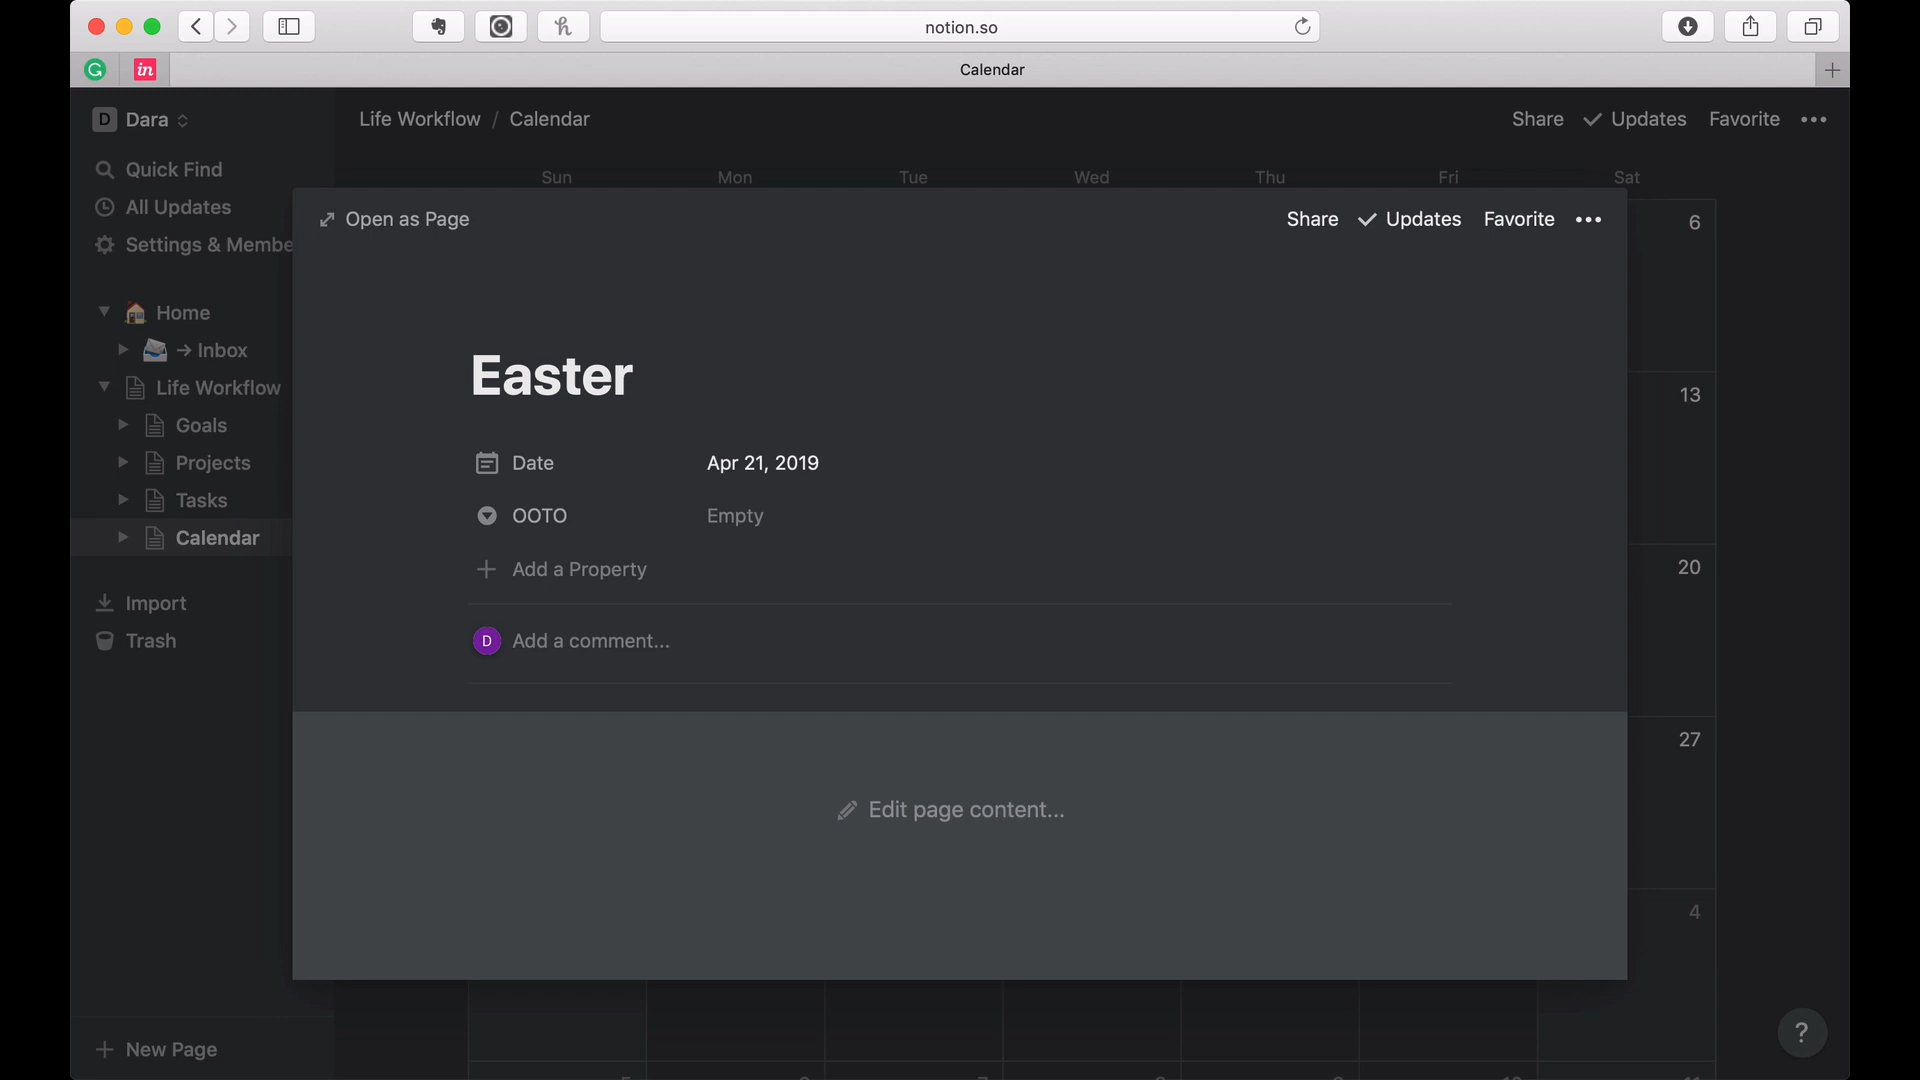 notion.so
in
Calendar
D Dara
Life Workflow / Calendar
Share Updates Favorite •••
Quick Find
All Updates
Settings & Membe
Sun Mon Tue Wed Thu Fri Sat
Open as Page
Share Updates Favorite •••
6
Home
→ Inbox
Life Workflow
Goals
Projects
Tasks
Calendar
Import
Trash
Easter
Date Apr 21, 2019
OOTO Empty
+ Add a Property
D Add a comment...
13
20
27
4
Edit page content...
+ New Page
?